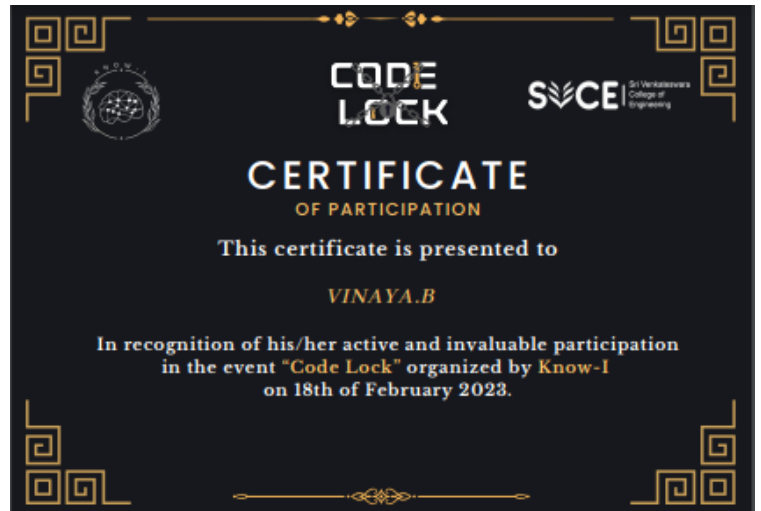 KNOW-I
CODE
LOCK
SVCE
Sri Venkateswara
College of
Engineering
CERTIFICATE
OF PARTICIPATION
This certificate is presented to
VINAYA.B
In recognition of his/her active and invaluable participation
in the event “Code Lock” organized by Know-I
on 18th of February 2023.